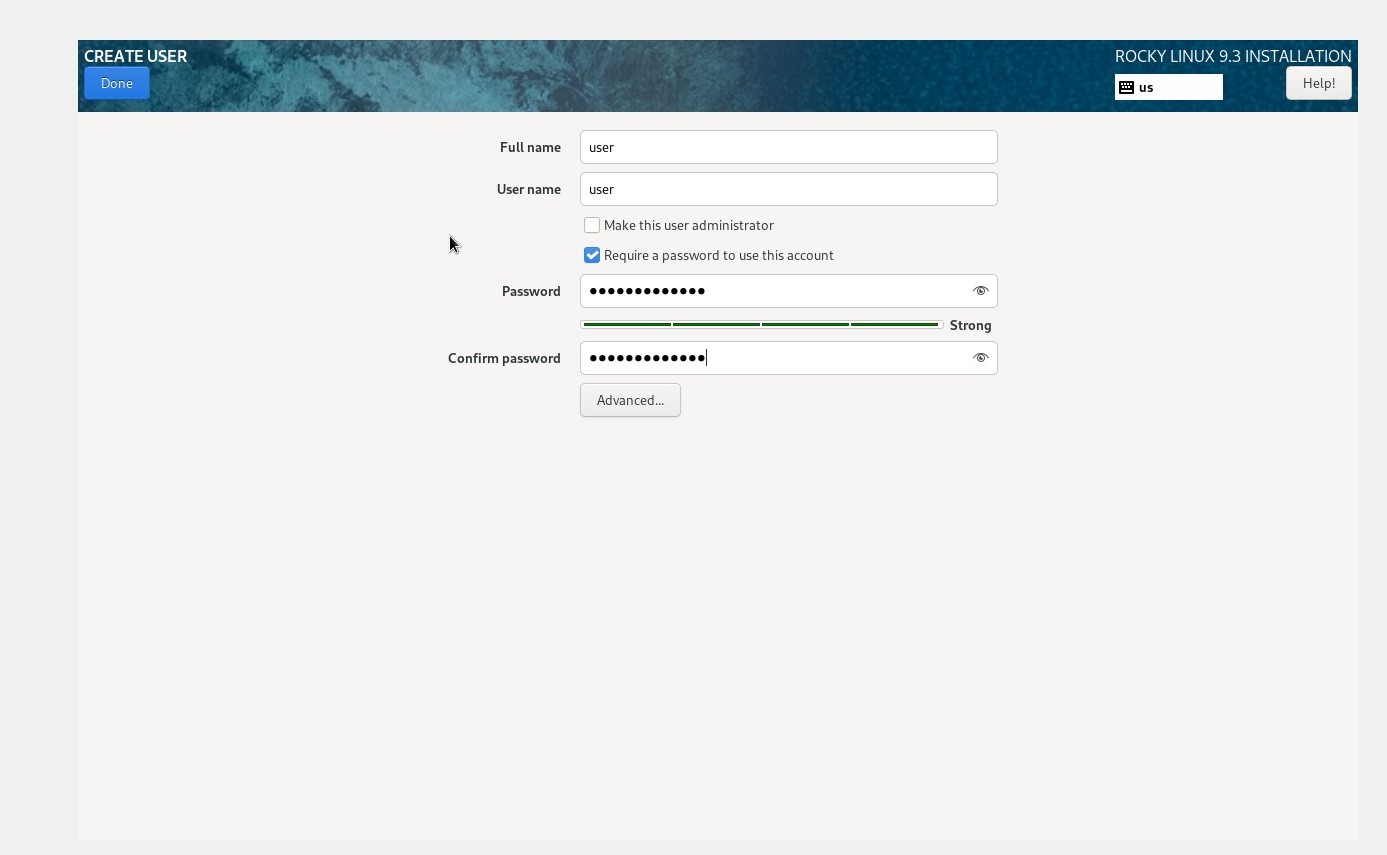 CREATE USER
ROCKY LINUX 9.3 INSTALLATION
Done
us
Help!
Full name
user
User name
user
Make this user administrator
Require a password to use this account
Password
●●●●●●●●●●●●●
Strong
Confirm password
●●●●●●●●●●●●●
Advanced...